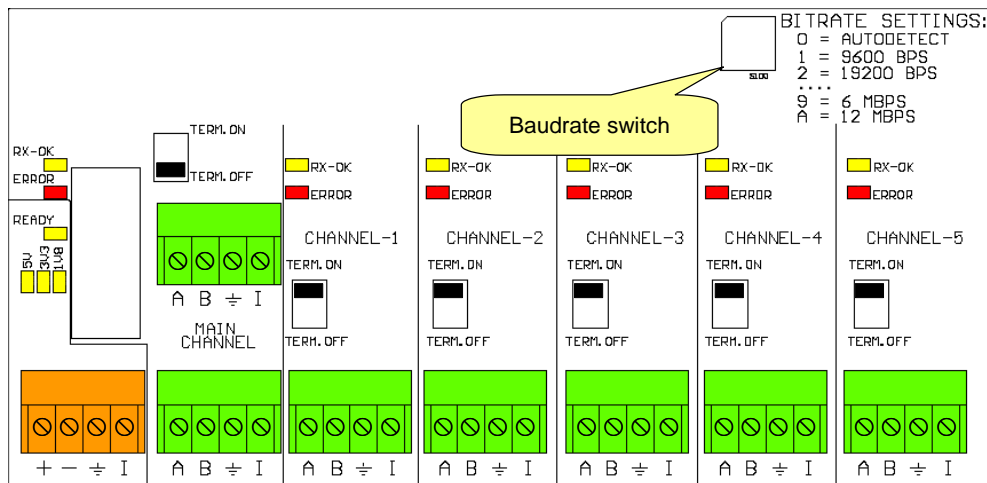 BITRATE SETTINGS:
0 = AUTODETECT
1 = 9600 BPS
2 = 19200 BPS
....
9 = 6 MBPS
A = 12 MBPS
Baudrate switch
TERM.ON
TERM.OFF
RX-OK
ERROR
READY
5V
3V3
1V8
A B ⏚ I
MAIN
CHANNEL
RX-OK
ERROR
CHANNEL-1
TERM.ON
TERM.OFF
RX-OK
ERROR
CHANNEL-2
TERM.ON
TERM.OFF
RX-OK
ERROR
CHANNEL-3
TERM.ON
TERM.OFF
RX-OK
ERROR
CHANNEL-4
TERM.ON
TERM.OFF
RX-OK
ERROR
CHANNEL-5
TERM.ON
TERM.OFF
+ - ⏚ I
A B ⏚ I
A B ⏚ I
A B ⏚ I
A B ⏚ I
A B ⏚ I
A B ⏚ I